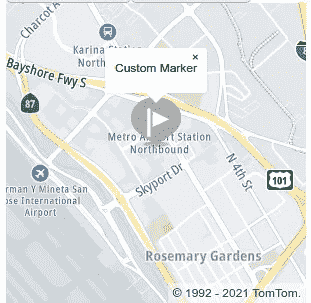 Charcot A
Karina Station
North
Bayshore Fwy S
×
Custom Marker
87
Metro Airport Station
Northbound
Skyport Dr
N 4th St
101
rman Y Mineta San
ose International
Airport
Rosemary Gardens
© 1992 - 2021 TomTom.